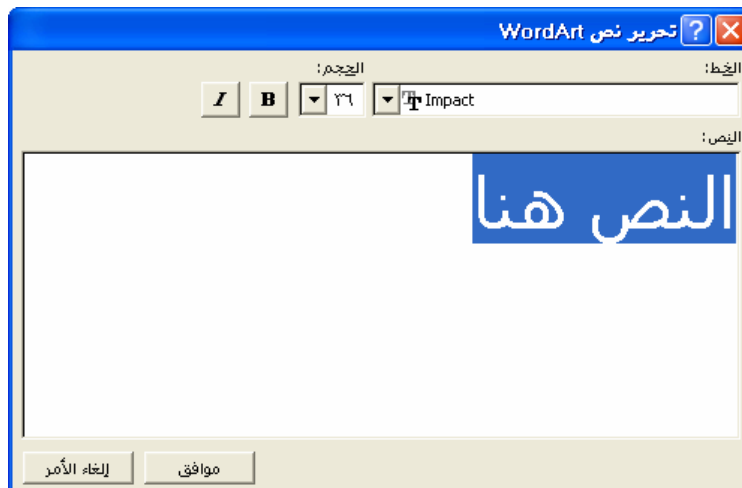 تحرير نص WordArt
الخط:
الحجم:
Impact
٣٦
B
I
النص:
النص هنا
موافق
إلغاء الأمر